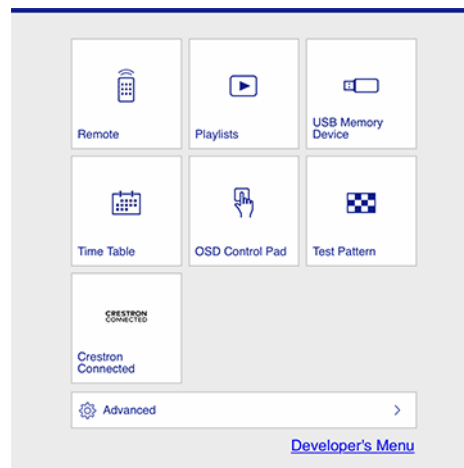 Remote
Playlists
USB Memory
Device
Time Table
OSD Control Pad
Test Pattern
CRESTRON
CONNECTED
Crestron
Connected
Advanced
Developer's Menu